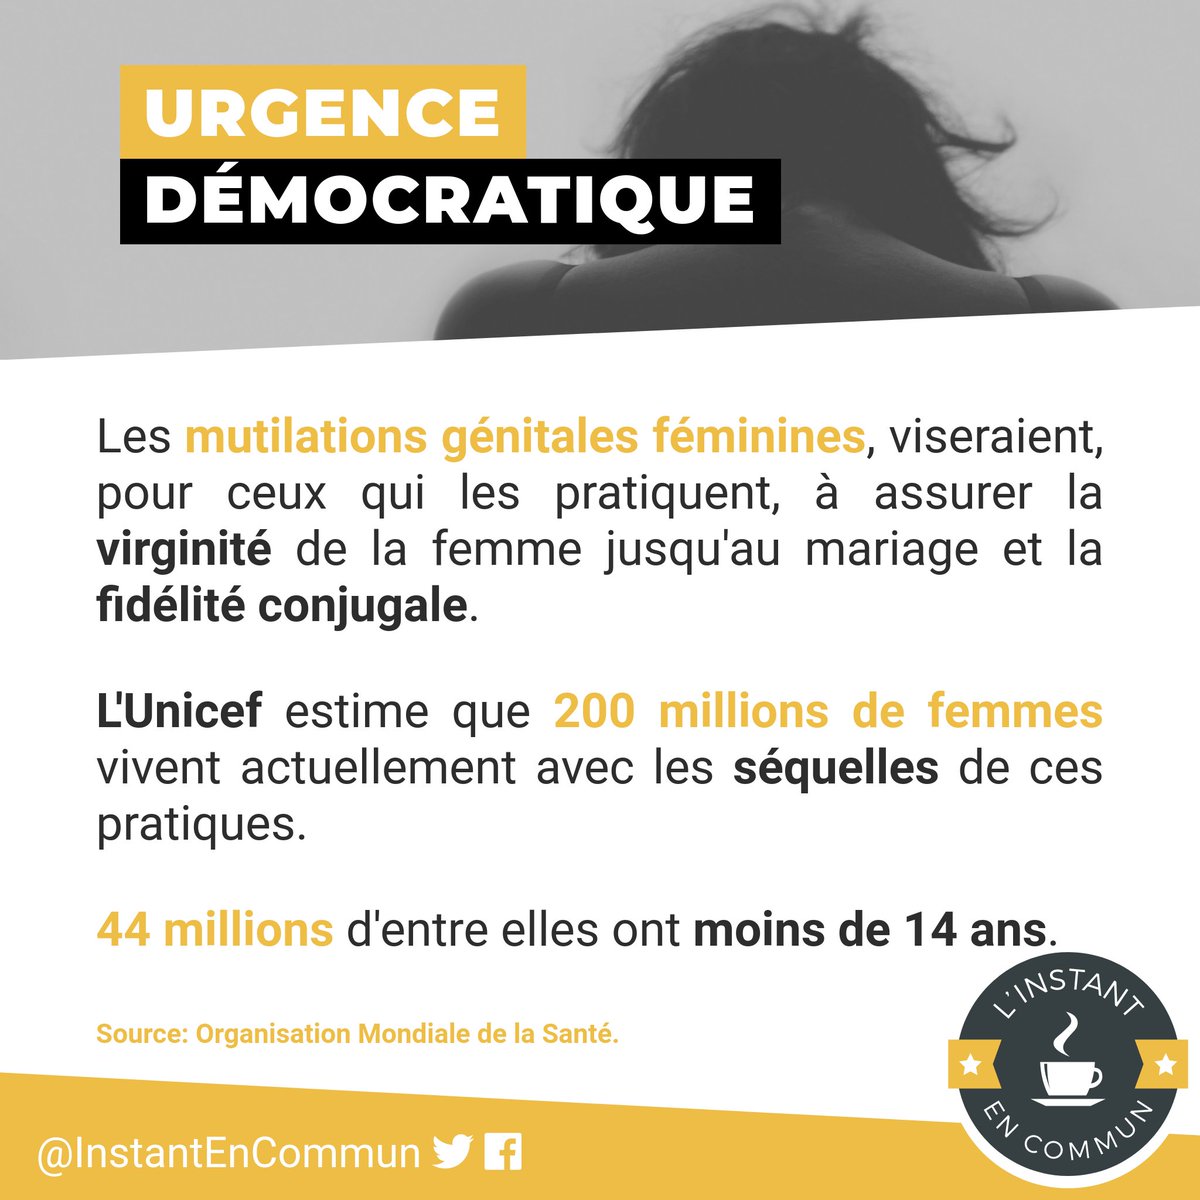 URGENCE
DÉMOCRATIQUE
Les mutilations génitales féminines, viseraient,
pour ceux qui les pratiquent, à assurer la
virginité de la femme jusqu'au mariage et la
fidélité conjugale.
L'Unicef estime que 200 millions de femmes
vivent actuellement avec les séquelles de ces
pratiques.
44 millions d'entre elles ont moins de 14 ans.
Source: Organisation Mondiale de la Santé.
L'INSTANT
EN COMMUN
@InstantEnCommun